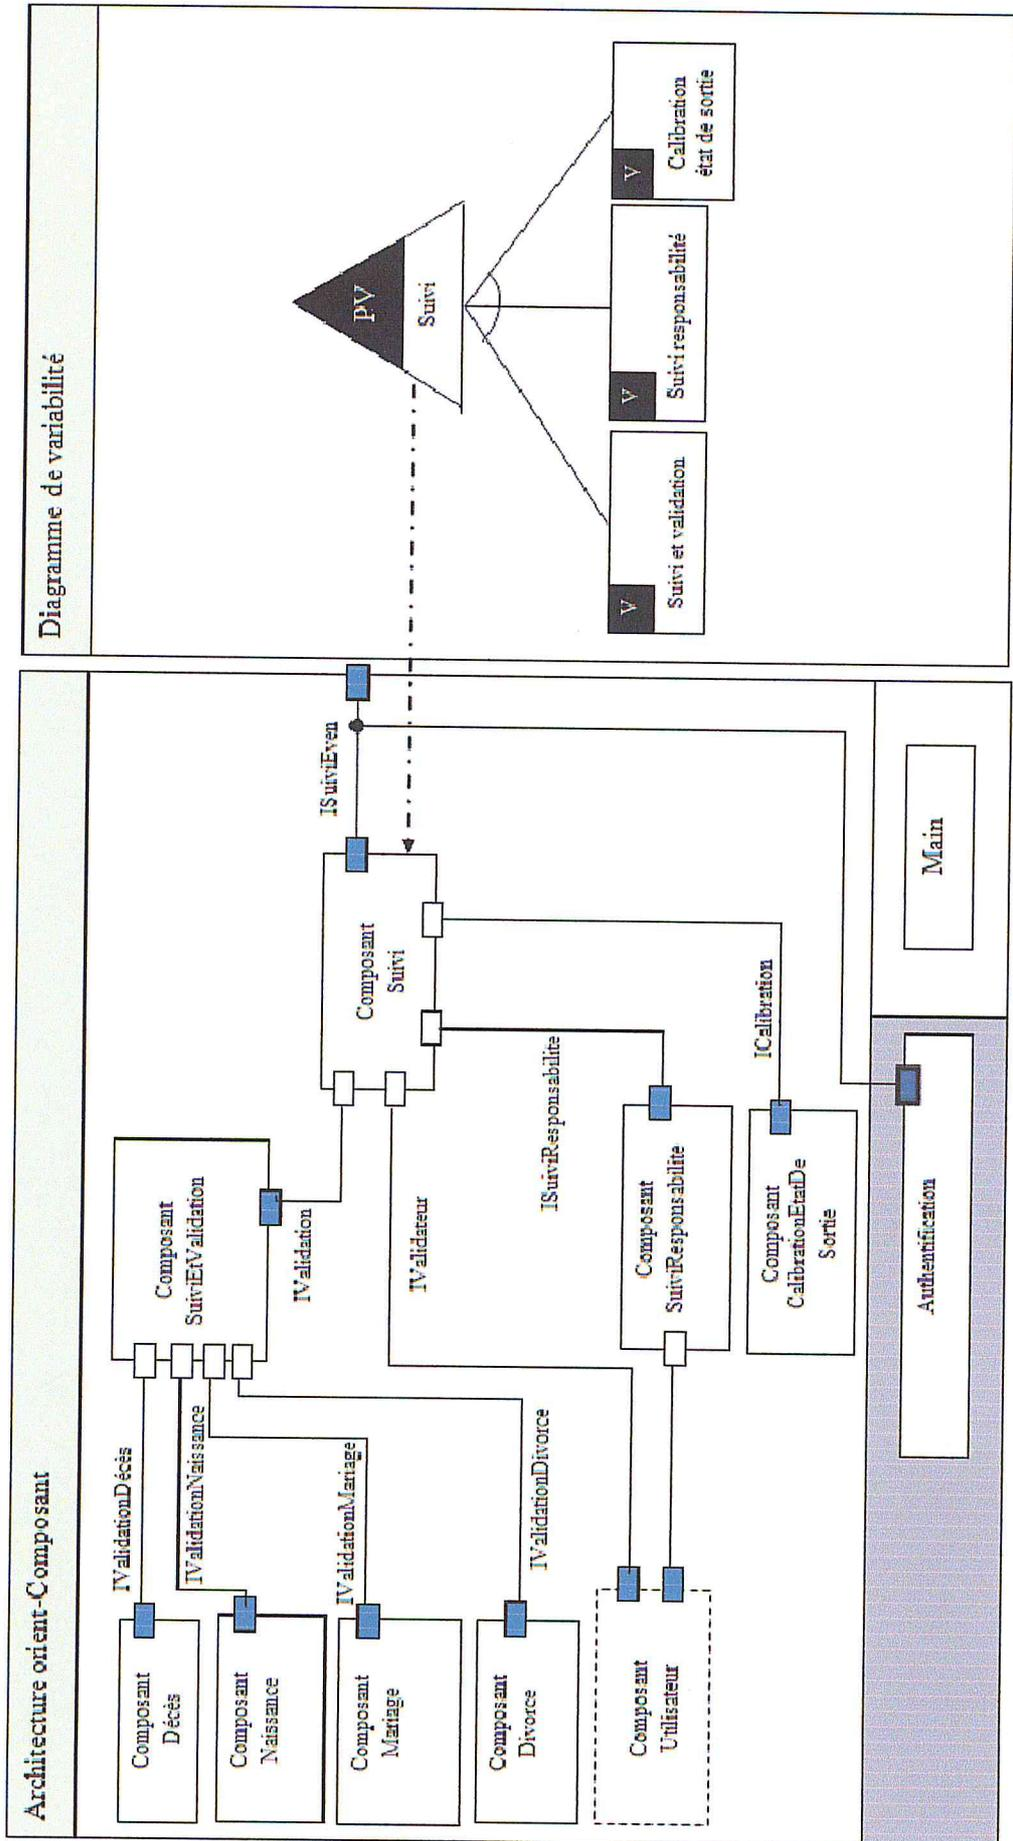 Architecture orient-Composant
Diagramme de variabilité
Composant
Décès
IValidationDécès
Composant
Naissance
IValidationNaissance
Composant
Mariage
IValidationMariage
Composant
Divorce
IValidationDivorce
Composant
Utilisateur
Composant
SuiviEtValidation
IValidation
IValidateur
Composant
Suivi
ISuiviEven
ISuiviResponsabilite
Composant
SuiviResponsabilite
ICalibration
Composant
CalibrationEtatDe
Sortie
Authentification
Main
PV
Suivi
V
Suivi et validation
V
Suivi responsabilité
V
Calibration
état de sortie